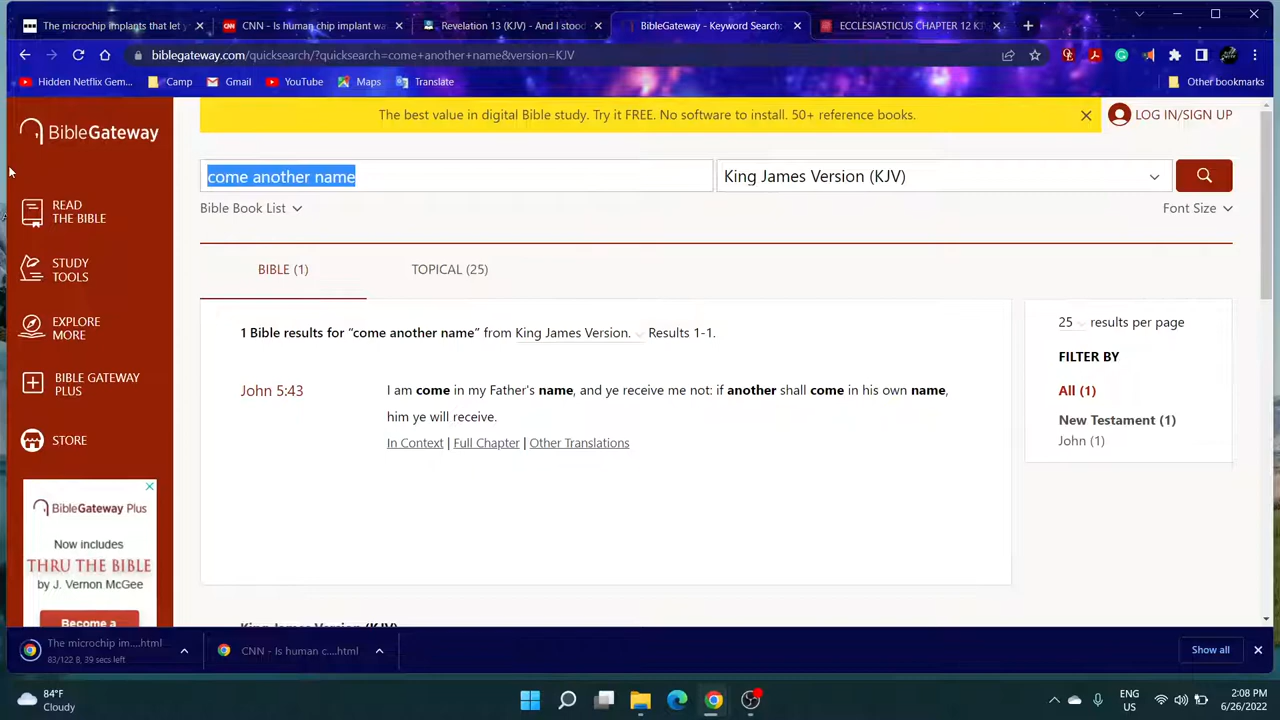 The microchip implants that let y
CNN - Is human chip implant wa
Revelation 13 (KJV) - And I stood
BibleGateway - Keyword Search:
ECCLESIASTICUS CHAPTER 12 K
biblegateway.com/quicksearch/?quicksearch=come+another+name&version=KJV
Hidden Netflix Gem...
Camp
Gmail
YouTube
Maps
Translate
Other bookmarks
The best value in digital Bible study. Try it FREE. No software to install. 50+ reference books.
LOG IN/SIGN UP
BibleGateway
come another name
King James Version (KJV)
READ
THE BIBLE
Bible Book List
Font Size
STUDY
TOOLS
BIBLE (1)
TOPICAL (25)
EXPLORE
MORE
1 Bible results for “come another name” from King James Version. Results 1-1.
25 results per page
FILTER BY
BIBLE GATEWAY
PLUS
John 5:43
I am come in my Father's name, and ye receive me not: if another shall come in his own name,
him ye will receive.
In Context | Full Chapter | Other Translations
All (1)
New Testament (1)
John (1)
STORE
BibleGateway Plus
Now includes
THRU THE BIBLE
by J. Vernon McGee
Become a
King James Version (KJV)
The microchip im....html
83/122 B, 39 secs left
CNN - Is human c....html
Show all
84°F
Cloudy
ENG
US
2:08 PM
6/26/2022